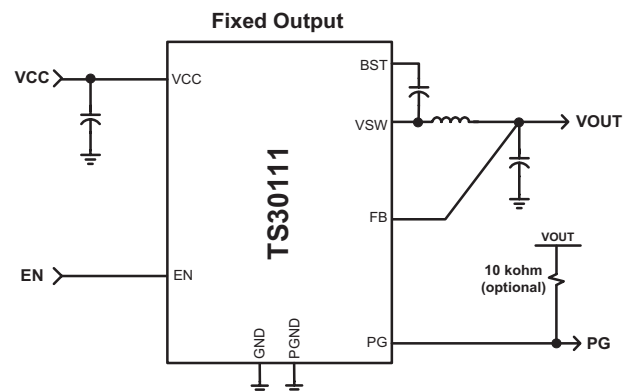 Fixed Output
BST
VCC
VCC
VSW
VOUT
TS30111
FB
VOUT
10 kohm
(optional)
EN
EN
GND
PGND
PG
PG